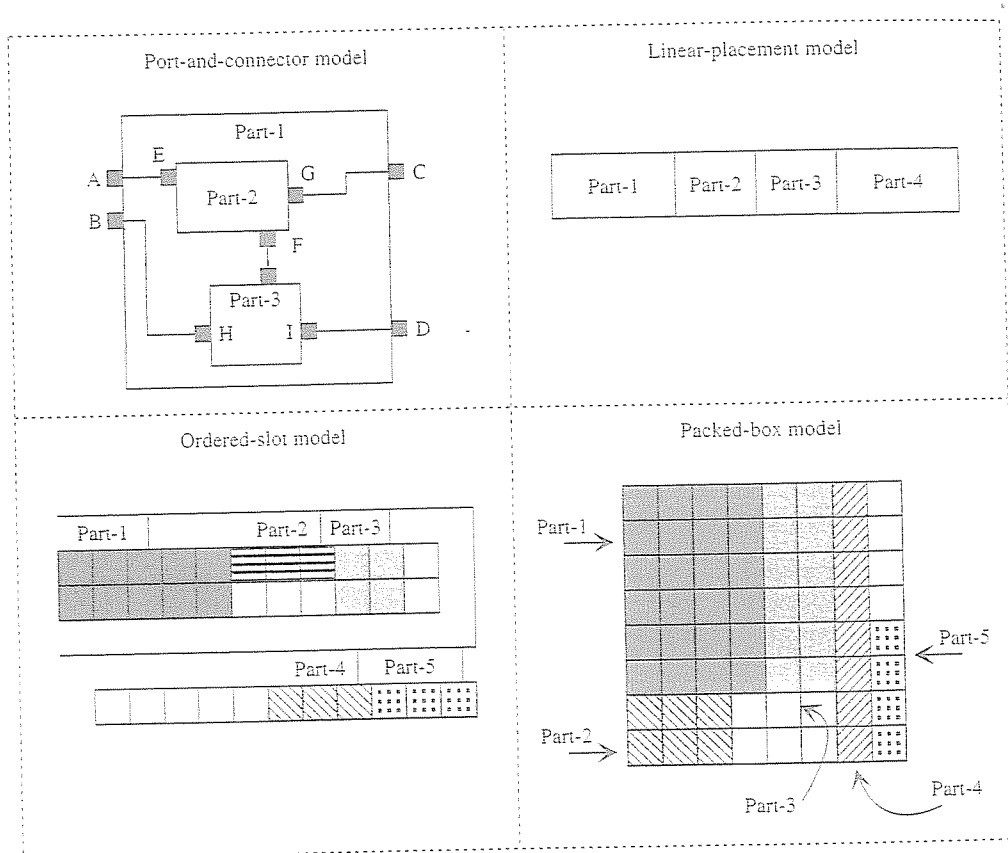 Port-and-connector model
Part-1
E
A
G
C
Part-2
B
F
Part-3
H
I
D
Linear-placement model
Part-1 Part-2 Part-3 Part-4
Ordered-slot model
Part-1 Part-2 Part-3
Part-4 Part-5
Packed-box model
Part-1
Part-5
Part-2
Part-3
Part-4